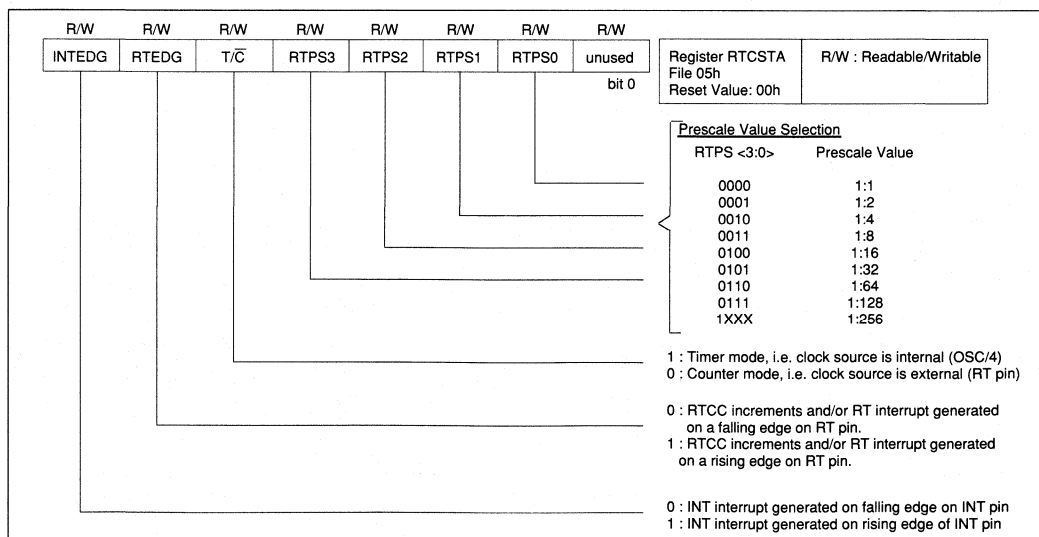 R/W R/W R/W R/W R/W R/W R/W R/W
INTEDG RTEDG T/C̅ RTPS3 RTPS2 RTPS1 RTPS0 unused
bit 0
Register RTCSTA
File 05h
Reset Value: 00h
R/W : Readable/Writable
Prescale Value Selection
RTPS <3:0> Prescale Value
0000 1:1
0001 1:2
0010 1:4
0011 1:8
0100 1:16
0101 1:32
0110 1:64
0111 1:128
1XXX 1:256
1 : Timer mode, i.e. clock source is internal (OSC/4)
0 : Counter mode, i.e. clock source is external (RT pin)
0 : RTCC increments and/or RT interrupt generated
on a falling edge on RT pin.
1 : RTCC increments and/or RT interrupt generated
on a rising edge on RT pin.
0 : INT interrupt generated on falling edge on INT pin
1 : INT interrupt generated on rising edge of INT pin